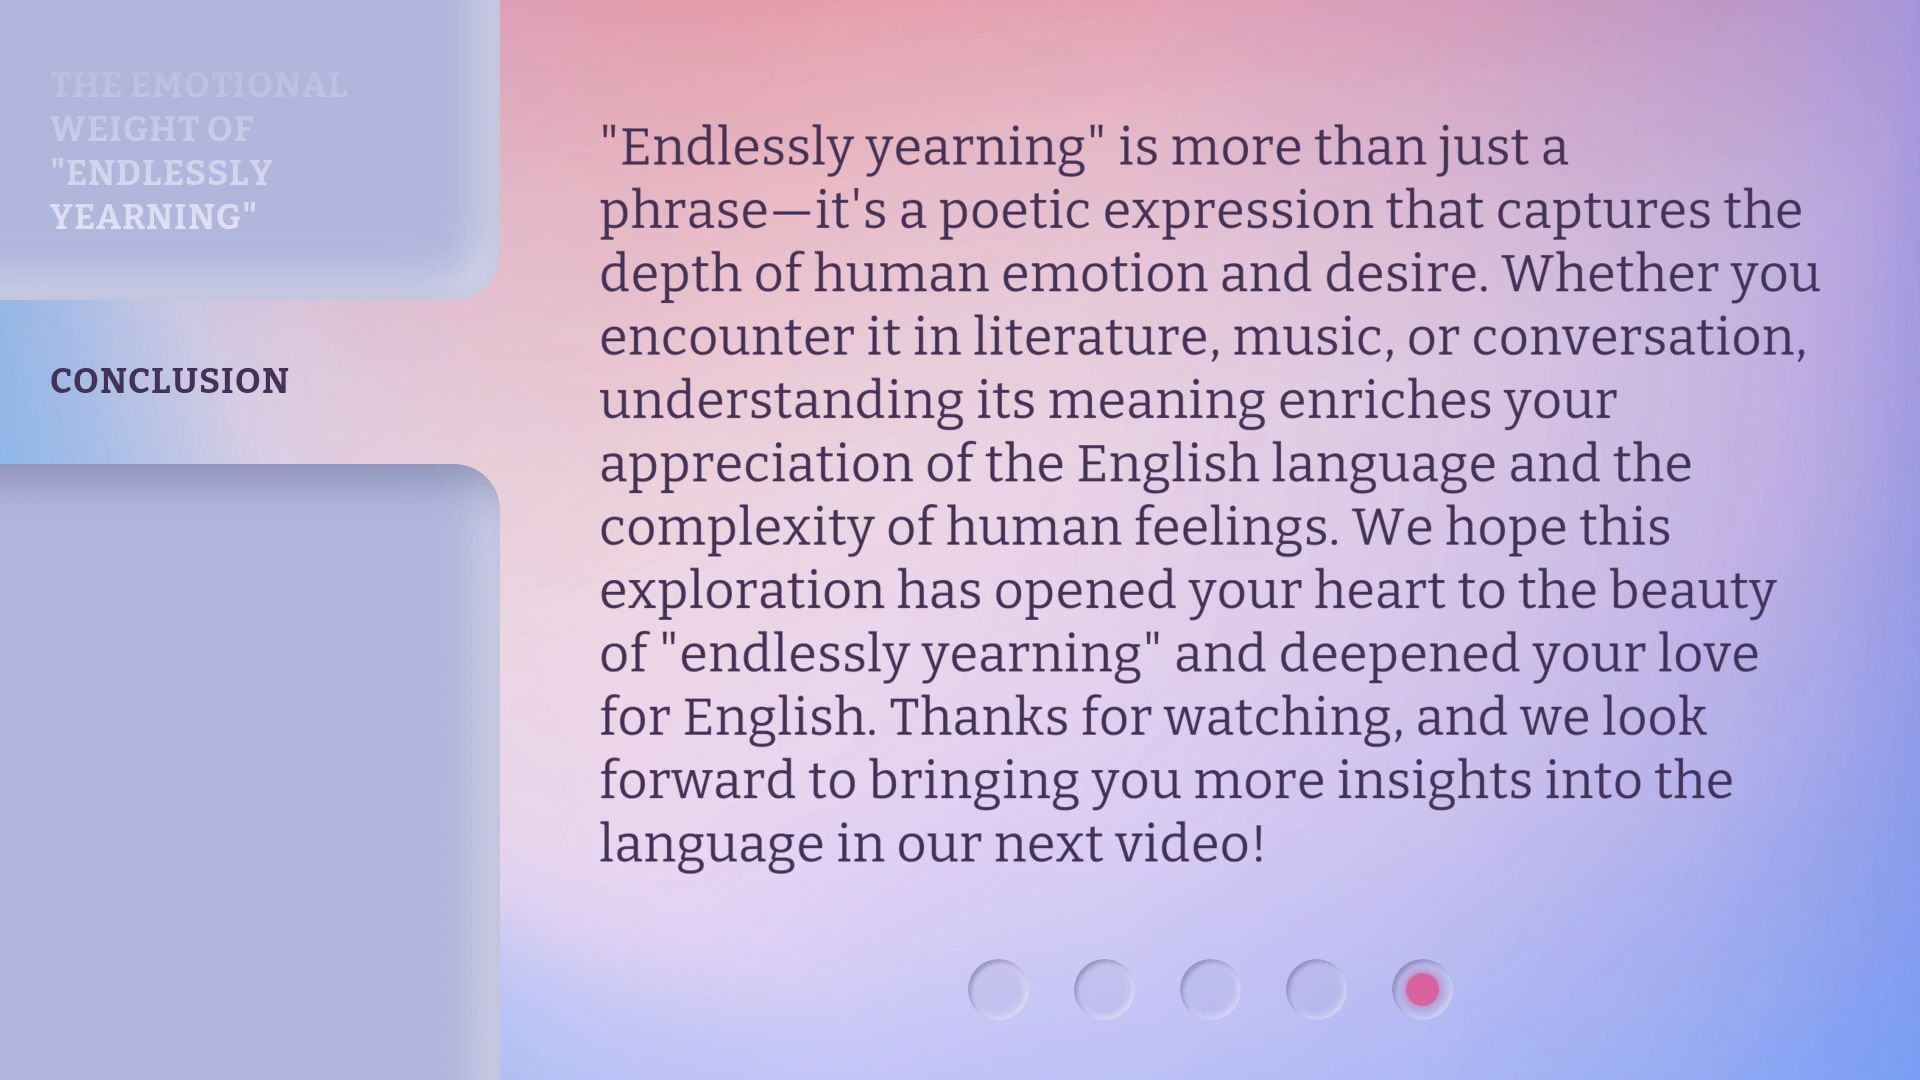 THE EMOTIONAL
WEIGHT OF
"ENDLESSLY
YEARNING"
CONCLUSION
"Endlessly yearning" is more than just a
phrase—it's a poetic expression that captures the
depth of human emotion and desire. Whether you
encounter it in literature, music, or conversation,
understanding its meaning enriches your
appreciation of the English language and the
complexity of human feelings. We hope this
exploration has opened your heart to the beauty
of "endlessly yearning" and deepened your love
for English. Thanks for watching, and we look
forward to bringing you more insights into the
language in our next video!